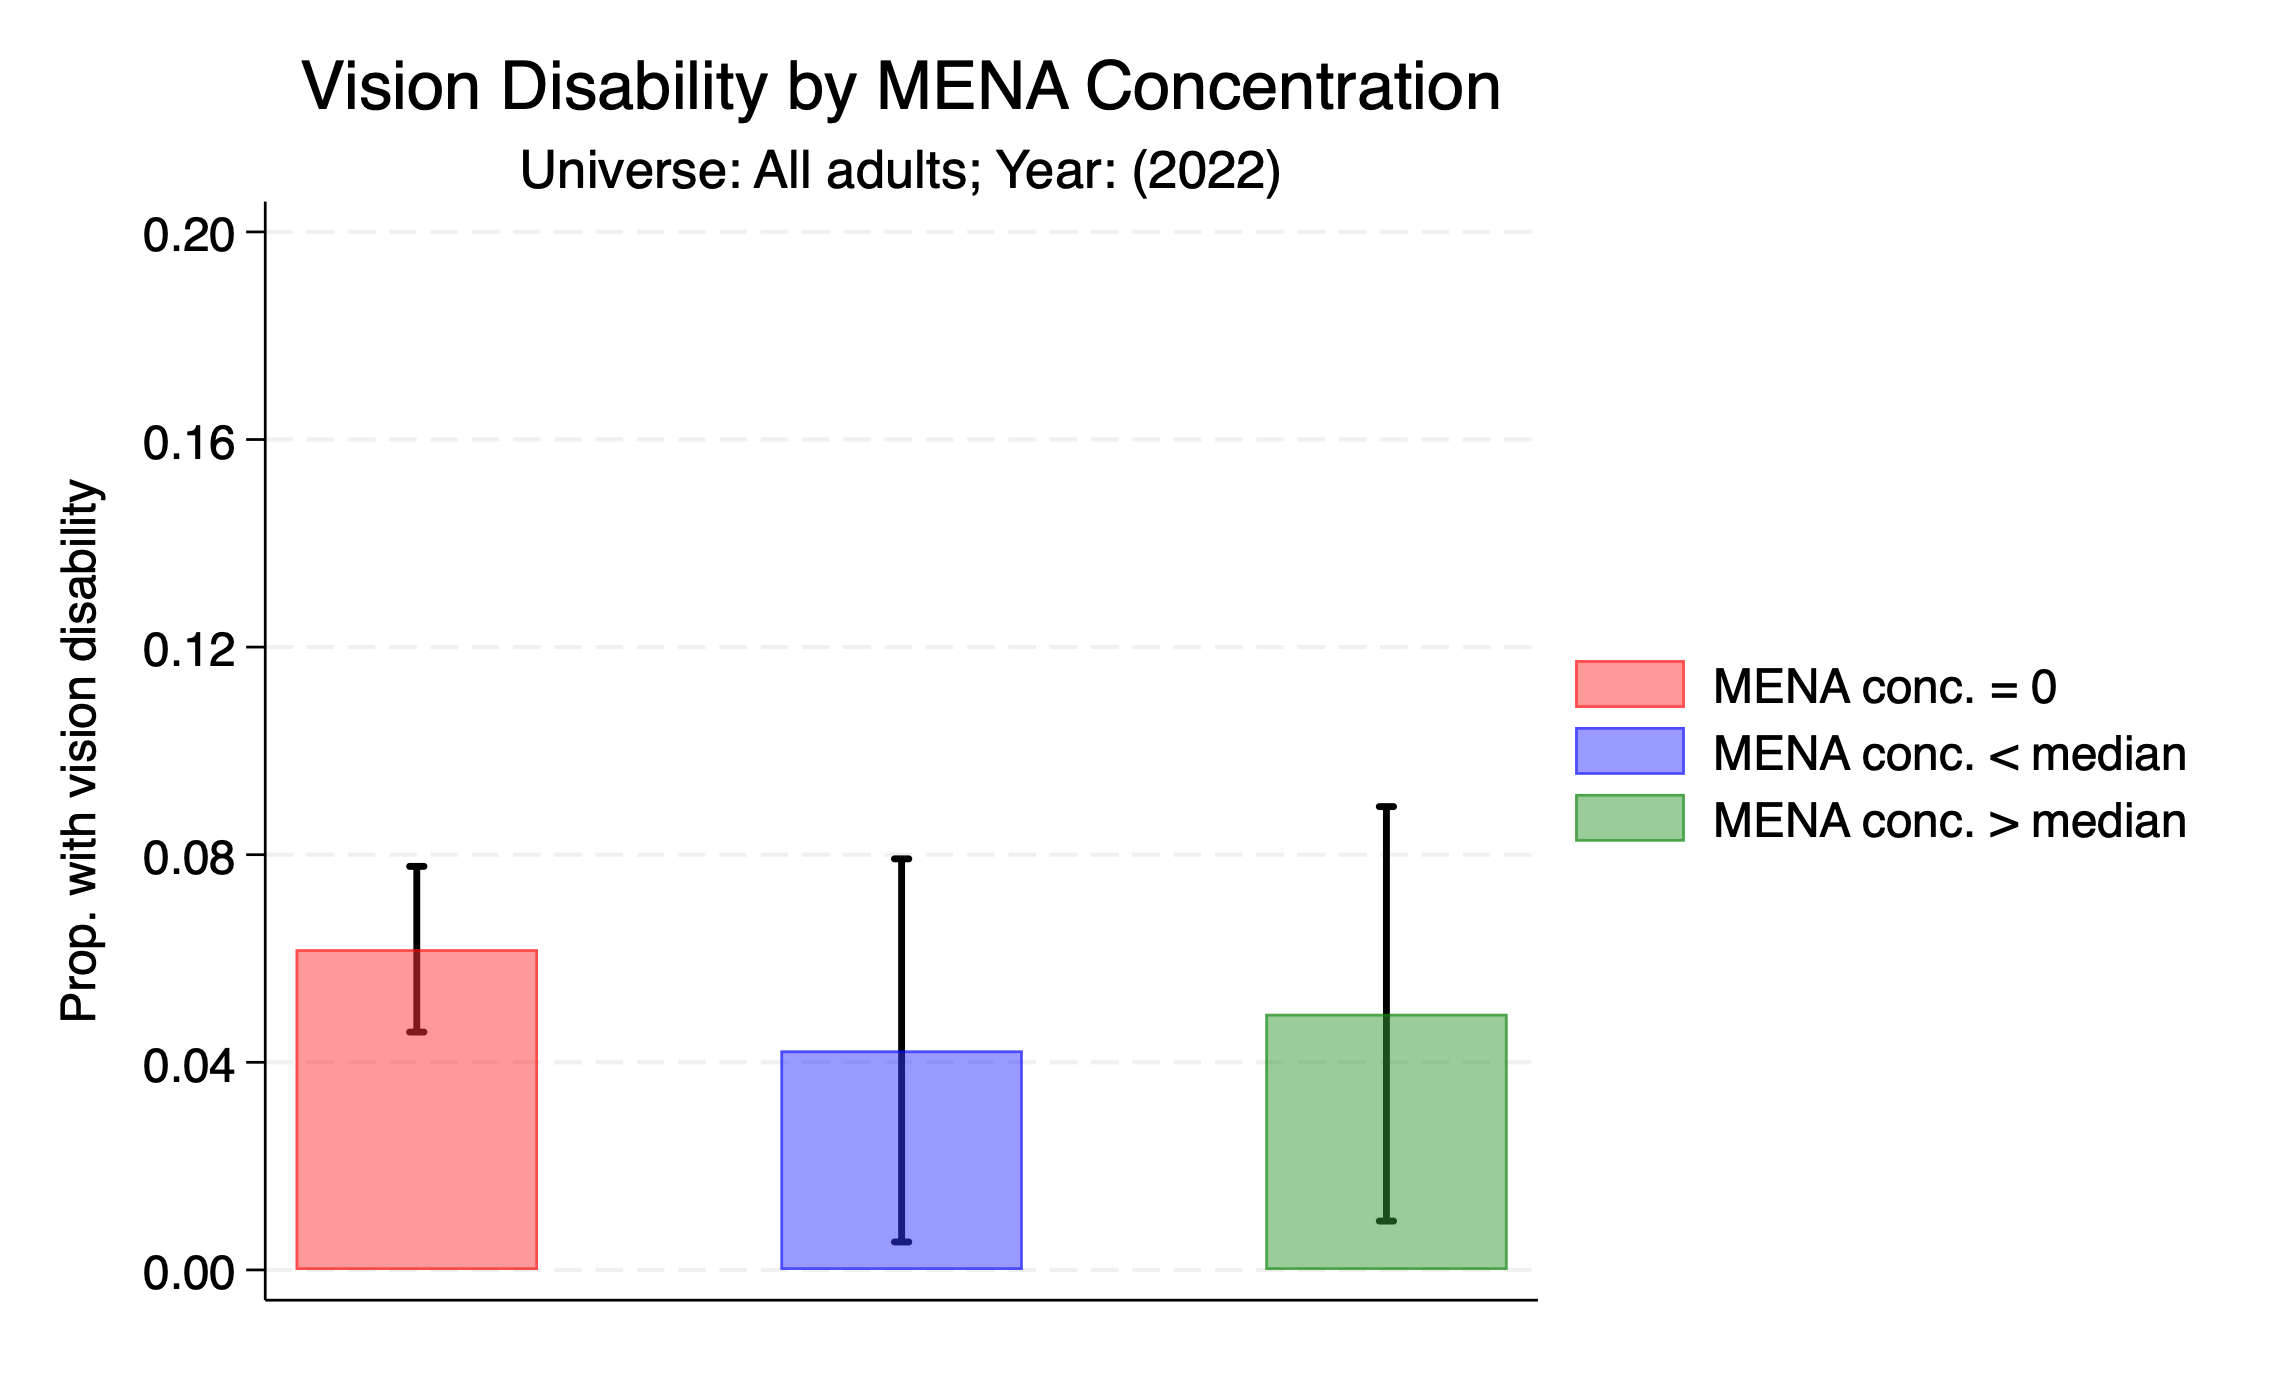 Vision Disability by MENA Concentration
Universe: All adults; Year: (2022)
Prop. with vision disability
0.20
0.16
0.12
0.08
0.04
0.00
MENA conc. = 0
MENA conc. < median
MENA conc. > median